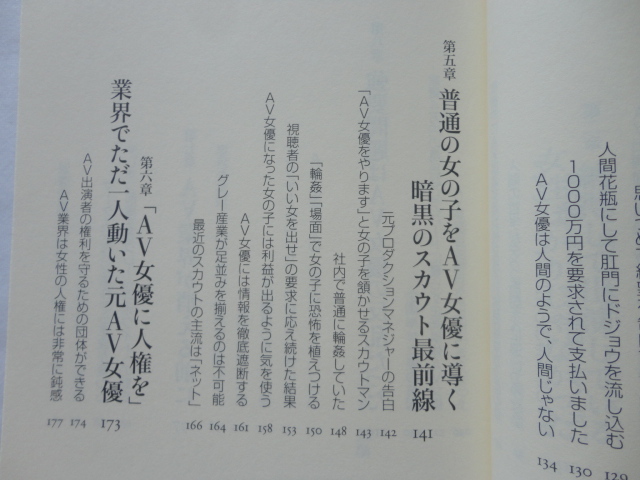 人間花瓶にして肛門にドジョウを流し込む 129
1000万円を要求されて支払いました 130
AV女優は人間のようで、人間じゃない 134
第五章 普通の女の子をAV女優に導く
暗黒のスカウト最前線 141
元プロダクションマネジャーの告白 142
「AV女優をやります」と女の子を頷かせるスカウトマン 143
社内で普通に輪姦していた 148
「輪姦」「場面」で女の子に恐怖を植えつける 150
視聴者の「いい女を出せ」の要求に応え続けた結果 153
AV女優になった女の子には利益が出るように気を使う 158
AV女優には情報を徹底遮断する 161
グレー産業が足並みを揃えるのは不可能 164
最近のスカウトの主流は「ネット」 166
第六章 「AV女優に人権を」
業界でただ一人動いた元AV女優 173
AV出演者の権利を守るための団体ができる 174
AV業界は女性の人権には非常に鈍感 177